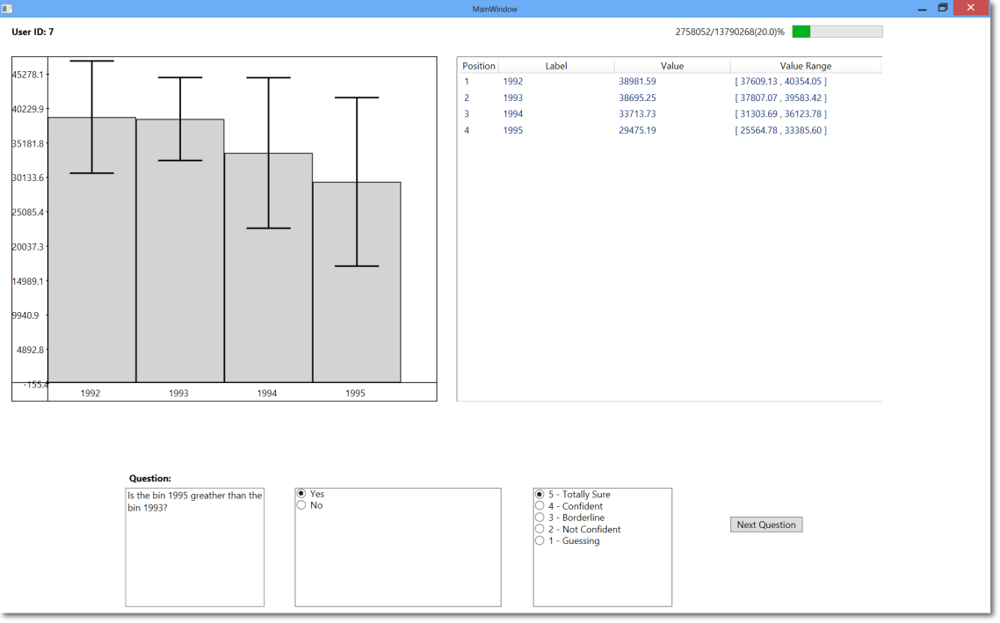 MainWindow
User ID: 7
2758052/13790268(20.0)%
45278.1
40229.9
35181.8
30133.6
25085.4
20037.3
14989.1
9940.9
4892.8
-155.4
1992 1993 1994 1995
Position Label Value Value Range
1 1992 38981.59 [ 37609.13 , 40354.05 ]
2 1993 38695.25 [ 37807.07 , 39583.42 ]
3 1994 33713.73 [ 31303.69 , 36123.78 ]
4 1995 29475.19 [ 25564.78 , 33385.60 ]
Question:
Is the bin 1995 greather than the
bin 1993?
Yes
No
5 - Totally Sure
4 - Confident
3 - Borderline
2 - Not Confident
1 - Guessing
Next Question